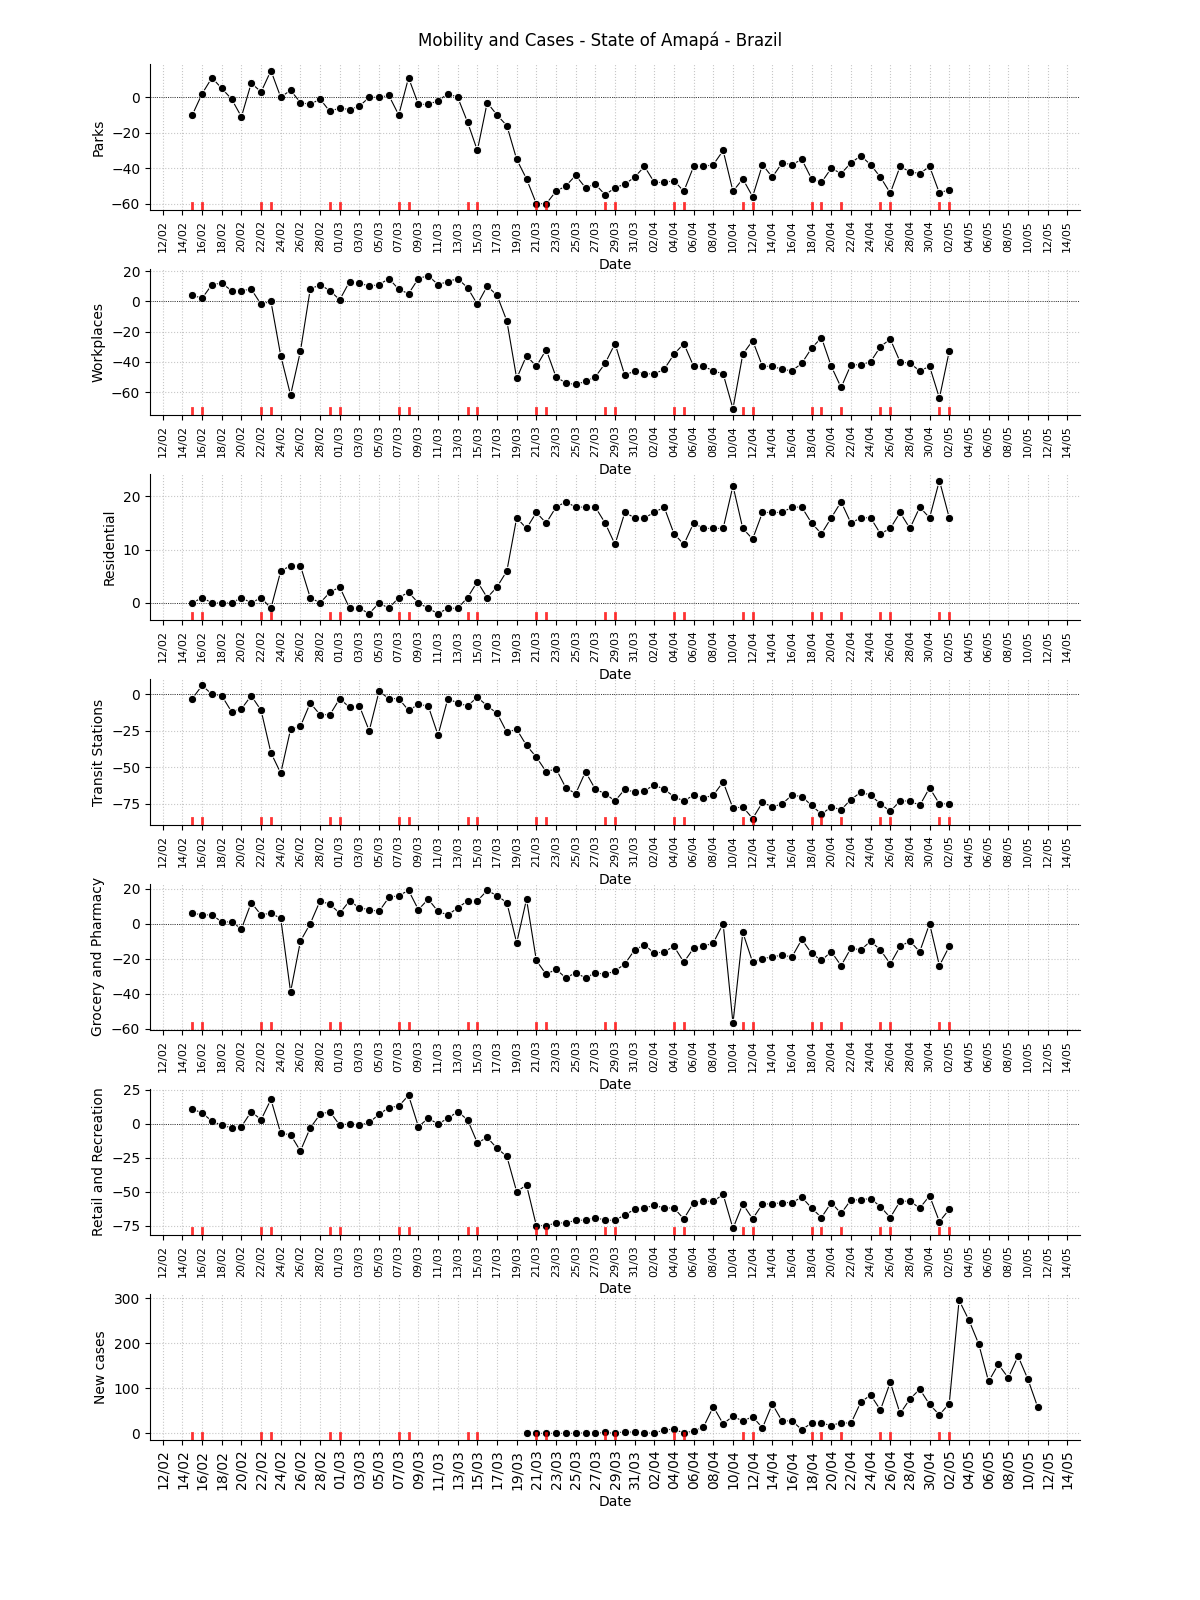 Mobility and Cases - State of Amapá - Brazil
Parks
0
−20
−40
−60
12/02 14/02 16/02 18/02 20/02 22/02 24/02 26/02 28/02 01/03 03/03 05/03 07/03 09/03 11/03 13/03 15/03 17/03 19/03 21/03 23/03 25/03 27/03 29/03 31/03 02/04 04/04 06/04 08/04 10/04 12/04 14/04 16/04 18/04 20/04 22/04 24/04 26/04 28/04 30/04 02/05 04/05 06/05 08/05 10/05 12/05 14/05
Date
Workplaces
20
0
−20
−40
−60
12/02 14/02 16/02 18/02 20/02 22/02 24/02 26/02 28/02 01/03 03/03 05/03 07/03 09/03 11/03 13/03 15/03 17/03 19/03 21/03 23/03 25/03 27/03 29/03 31/03 02/04 04/04 06/04 08/04 10/04 12/04 14/04 16/04 18/04 20/04 22/04 24/04 26/04 28/04 30/04 02/05 04/05 06/05 08/05 10/05 12/05 14/05
Date
Residential
20
10
0
12/02 14/02 16/02 18/02 20/02 22/02 24/02 26/02 28/02 01/03 03/03 05/03 07/03 09/03 11/03 13/03 15/03 17/03 19/03 21/03 23/03 25/03 27/03 29/03 31/03 02/04 04/04 06/04 08/04 10/04 12/04 14/04 16/04 18/04 20/04 22/04 24/04 26/04 28/04 30/04 02/05 04/05 06/05 08/05 10/05 12/05 14/05
Date
Transit Stations
0
−25
−50
−75
12/02 14/02 16/02 18/02 20/02 22/02 24/02 26/02 28/02 01/03 03/03 05/03 07/03 09/03 11/03 13/03 15/03 17/03 19/03 21/03 23/03 25/03 27/03 29/03 31/03 02/04 04/04 06/04 08/04 10/04 12/04 14/04 16/04 18/04 20/04 22/04 24/04 26/04 28/04 30/04 02/05 04/05 06/05 08/05 10/05 12/05 14/05
Date
Grocery and Pharmacy
20
0
−20
−40
−60
12/02 14/02 16/02 18/02 20/02 22/02 24/02 26/02 28/02 01/03 03/03 05/03 07/03 09/03 11/03 13/03 15/03 17/03 19/03 21/03 23/03 25/03 27/03 29/03 31/03 02/04 04/04 06/04 08/04 10/04 12/04 14/04 16/04 18/04 20/04 22/04 24/04 26/04 28/04 30/04 02/05 04/05 06/05 08/05 10/05 12/05 14/05
Date
Retail and Recreation
25
0
−25
−50
−75
12/02 14/02 16/02 18/02 20/02 22/02 24/02 26/02 28/02 01/03 03/03 05/03 07/03 09/03 11/03 13/03 15/03 17/03 19/03 21/03 23/03 25/03 27/03 29/03 31/03 02/04 04/04 06/04 08/04 10/04 12/04 14/04 16/04 18/04 20/04 22/04 24/04 26/04 28/04 30/04 02/05 04/05 06/05 08/05 10/05 12/05 14/05
Date
New cases
300
200
100
0
12/02 14/02 16/02 18/02 20/02 22/02 24/02 26/02 28/02 01/03 03/03 05/03 07/03 09/03 11/03 13/03 15/03 17/03 19/03 21/03 23/03 25/03 27/03 29/03 31/03 02/04 04/04 06/04 08/04 10/04 12/04 14/04 16/04 18/04 20/04 22/04 24/04 26/04 28/04 30/04 02/05 04/05 06/05 08/05 10/05 12/05 14/05
Date